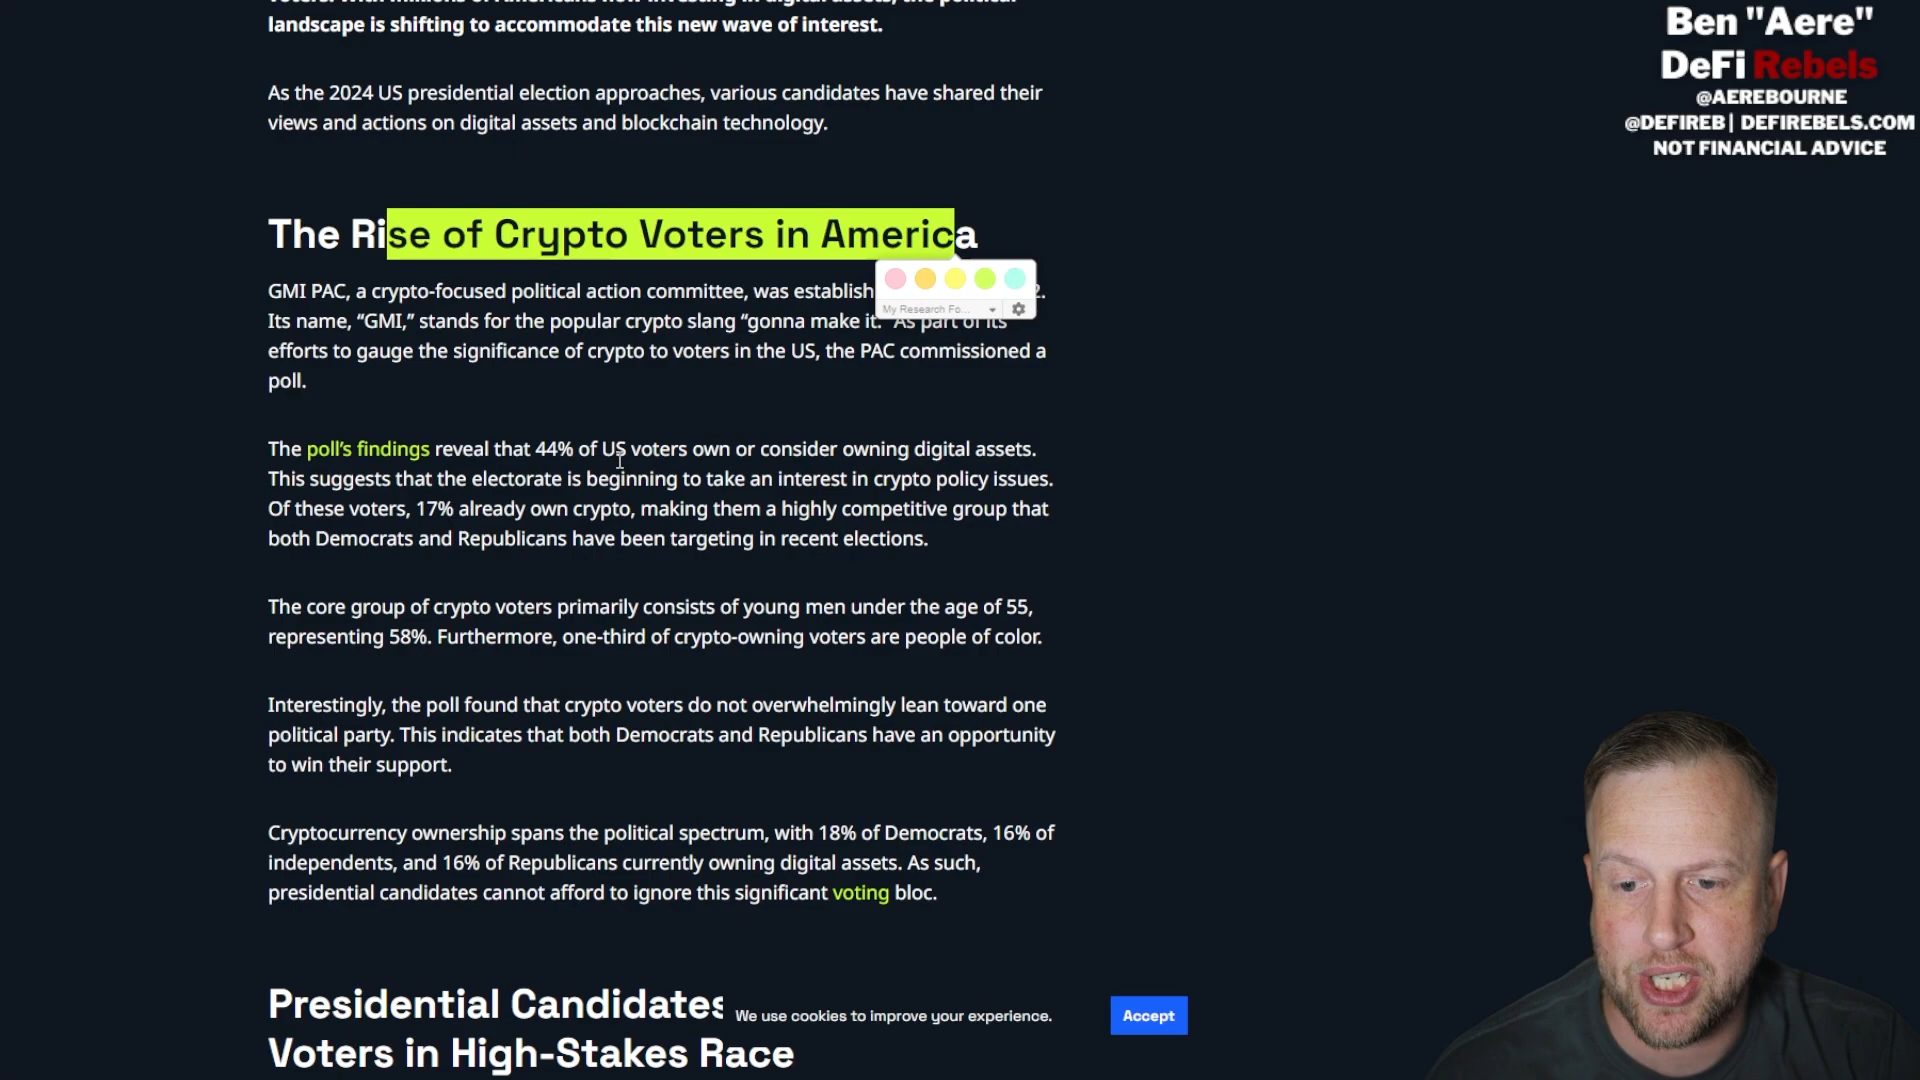 landscape is shifting to accommodate this new wave of interest.
As the 2024 US presidential election approaches, various candidates have shared their
views and actions on digital assets and blockchain technology.
The Rise of Crypto Voters in America
GMI PAC, a crypto-focused political action committee, was establish
Its name, “GMI,” stands for the popular crypto slang “gonna make it.” As part of its
efforts to gauge the significance of crypto to voters in the US, the PAC commissioned a
poll.
My Research Fo...
The poll’s findings reveal that 44% of US voters own or consider owning digital assets.
This suggests that the electorate is beginning to take an interest in crypto policy issues.
Of these voters, 17% already own crypto, making them a highly competitive group that
both Democrats and Republicans have been targeting in recent elections.
The core group of crypto voters primarily consists of young men under the age of 55,
representing 58%. Furthermore, one-third of crypto-owning voters are people of color.
Interestingly, the poll found that crypto voters do not overwhelmingly lean toward one
political party. This indicates that both Democrats and Republicans have an opportunity
to win their support.
Cryptocurrency ownership spans the political spectrum, with 18% of Democrats, 16% of
independents, and 16% of Republicans currently owning digital assets. As such,
presidential candidates cannot afford to ignore this significant voting bloc.
Presidential Candidates
Voters in High-Stakes Race
We use cookies to improve your experience.
Accept
Ben "Aere"
DeFi Rebels
@AEREBOURNE
@DEFIREB | DEFIREBELS.COM
NOT FINANCIAL ADVICE